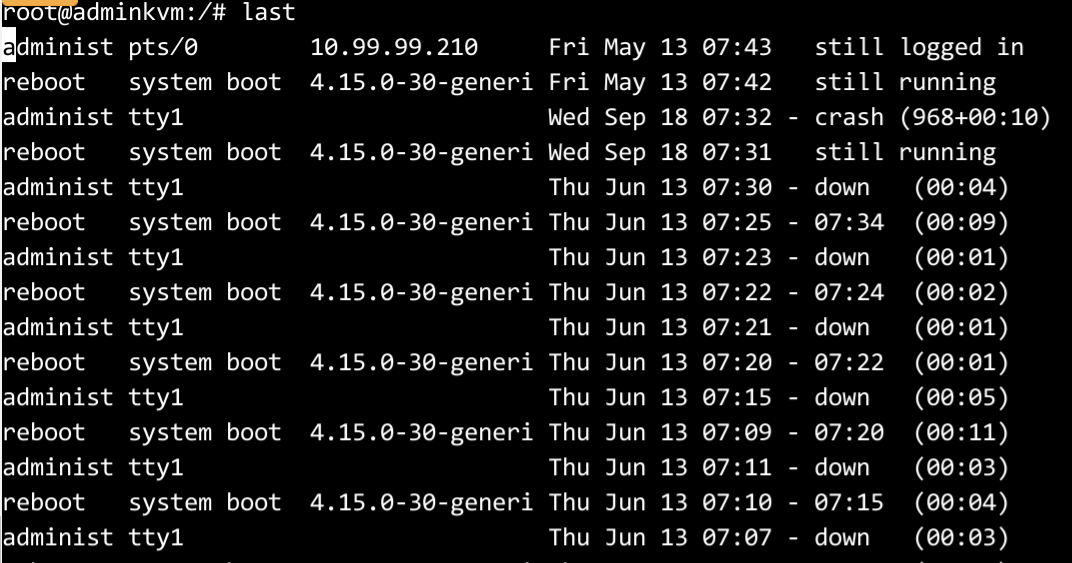 root@adminkvm:/# last
administ pts/0        10.99.99.210     Fri May 13 07:43   still logged in
reboot   system boot  4.15.0-30-generi Fri May 13 07:42   still running
administ tty1                          Wed Sep 18 07:32 - crash (968+00:10)
reboot   system boot  4.15.0-30-generi Wed Sep 18 07:31   still running
administ tty1                          Thu Jun 13 07:30 - down   (00:04)
reboot   system boot  4.15.0-30-generi Thu Jun 13 07:25 - 07:34  (00:09)
administ tty1                          Thu Jun 13 07:23 - down   (00:01)
reboot   system boot  4.15.0-30-generi Thu Jun 13 07:22 - 07:24  (00:02)
administ tty1                          Thu Jun 13 07:21 - down   (00:01)
reboot   system boot  4.15.0-30-generi Thu Jun 13 07:20 - 07:22  (00:01)
administ tty1                          Thu Jun 13 07:15 - down   (00:05)
reboot   system boot  4.15.0-30-generi Thu Jun 13 07:09 - 07:20  (00:11)
administ tty1                          Thu Jun 13 07:11 - down   (00:03)
reboot   system boot  4.15.0-30-generi Thu Jun 13 07:10 - 07:15  (00:04)
administ tty1                          Thu Jun 13 07:07 - down   (00:03)